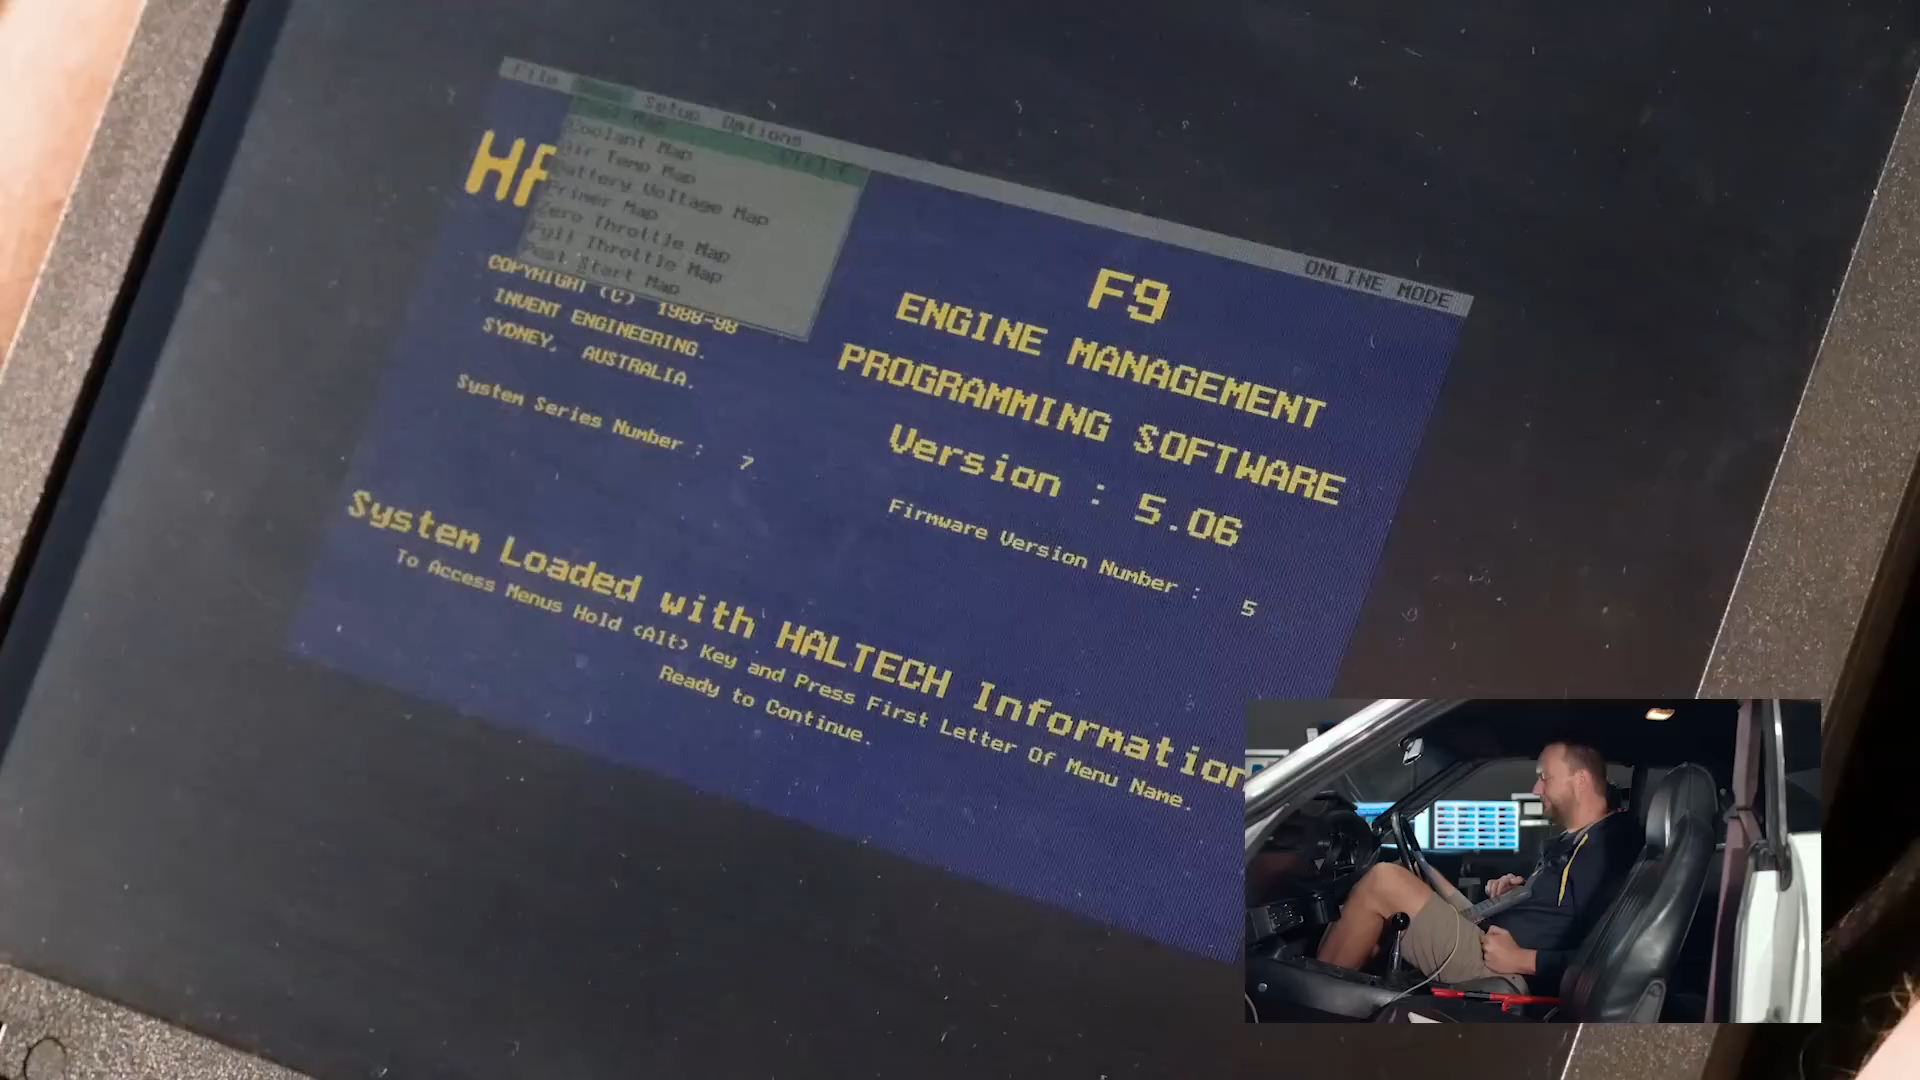 File Setup Options
ONLINE MODE
Coolant Map
Air Temp Map
Battery Voltage Map
Primer Map
Zero Throttle Map
Full Throttle Map
Post Start Map
COPYRIGHT (C) 1988-98
INVENT ENGINEERING.
SYDNEY, AUSTRALIA.
System Series Number : 7
F9
ENGINE MANAGEMENT
PROGRAMMING SOFTWARE
Version : 5.06
Firmware Version Number : 5
System Loaded with HALTECH Information
To Access Menus Hold <Alt> Key and Press First Letter Of Menu Name.
Ready to Continue.